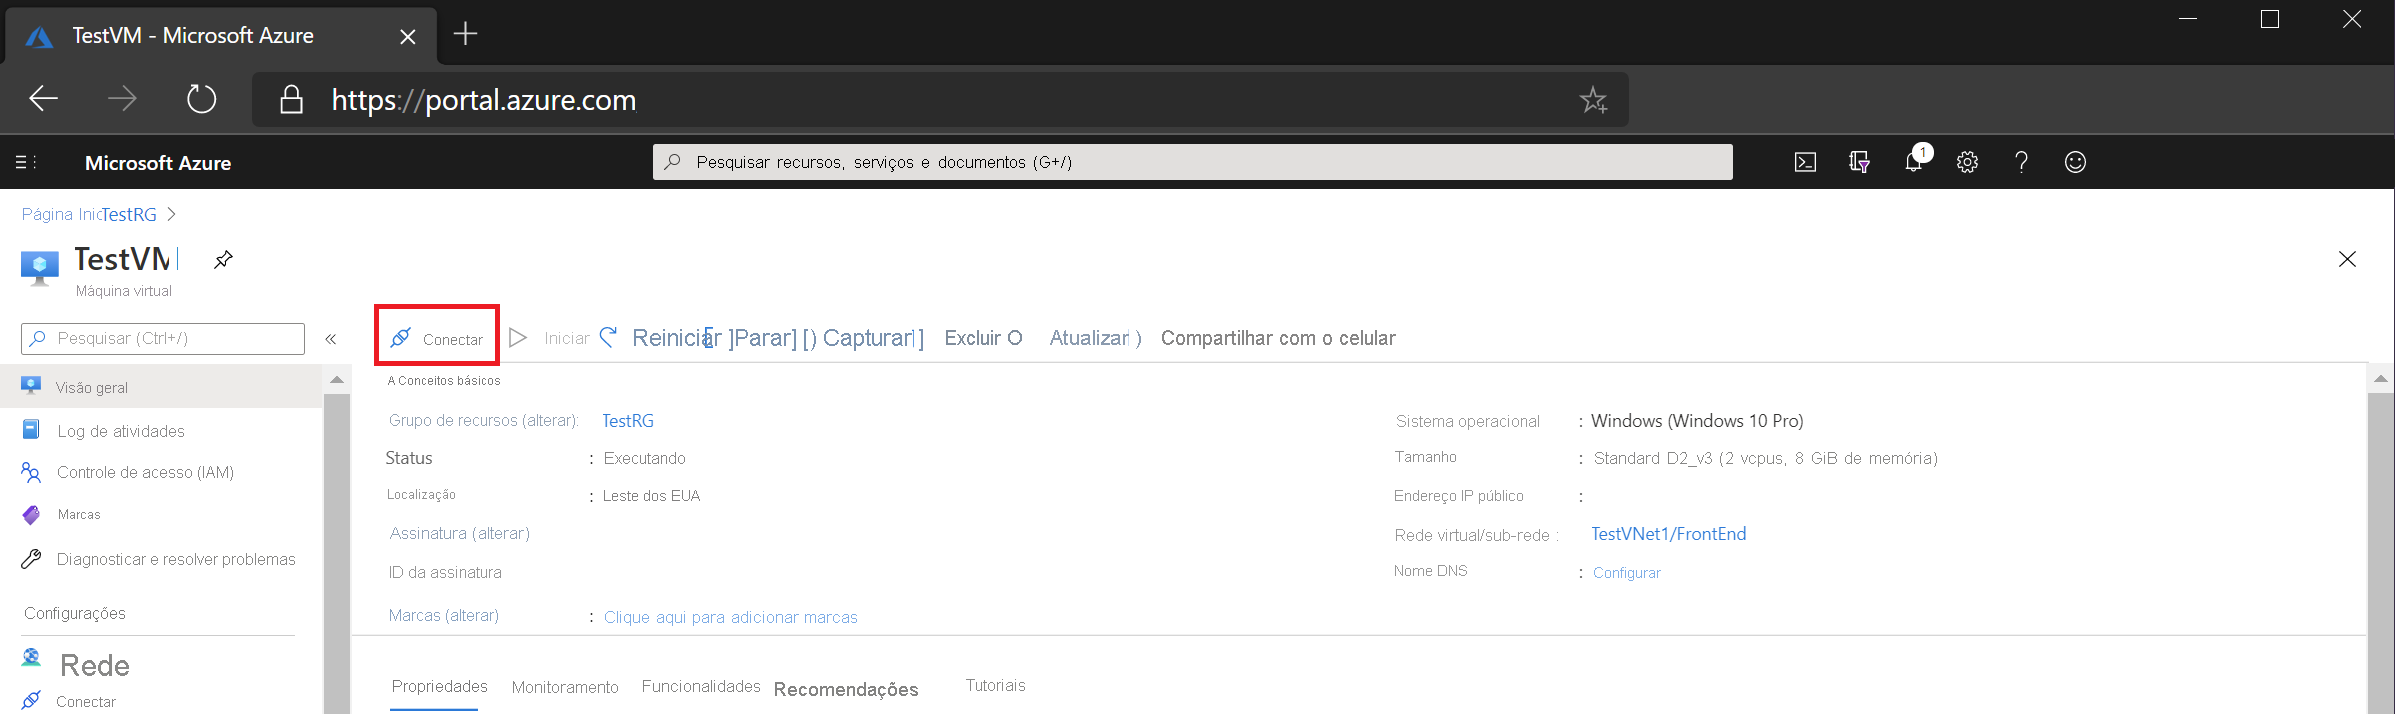 TestVM - Microsoft Azure
https://portal.azure.com
Microsoft Azure
Pesquisar recursos, serviços e documentos (G+/)
1
Página Inic TestRG
TestVM
Máquina virtual
Pesquisar (Ctrl+/)
Conectar Iniciar Reiniciar [ ]Parar] [) Capturar| ] Excluir O Atualizar| ) Compartilhar com o celular
Visão geral
Log de atividades
Controle de acesso (IAM)
Marcas
Diagnosticar e resolver problemas
Configurações
Rede
Conectar
A Conceitos básicos
Grupo de recursos (alterar): TestRG
Status : Executando
Localização : Leste dos EUA
Assinatura (alterar)
ID da assinatura
Marcas (alterar) : Clique aqui para adicionar marcas
Sistema operacional : Windows (Windows 10 Pro)
Tamanho : Standard D2_v3 (2 vcpus, 8 GiB de memória)
Endereço IP público :
Rede virtual/sub-rede : TestVNet1/FrontEnd
Nome DNS : Configurar
Propriedades Monitoramento Funcionalidades Recomendações Tutoriais